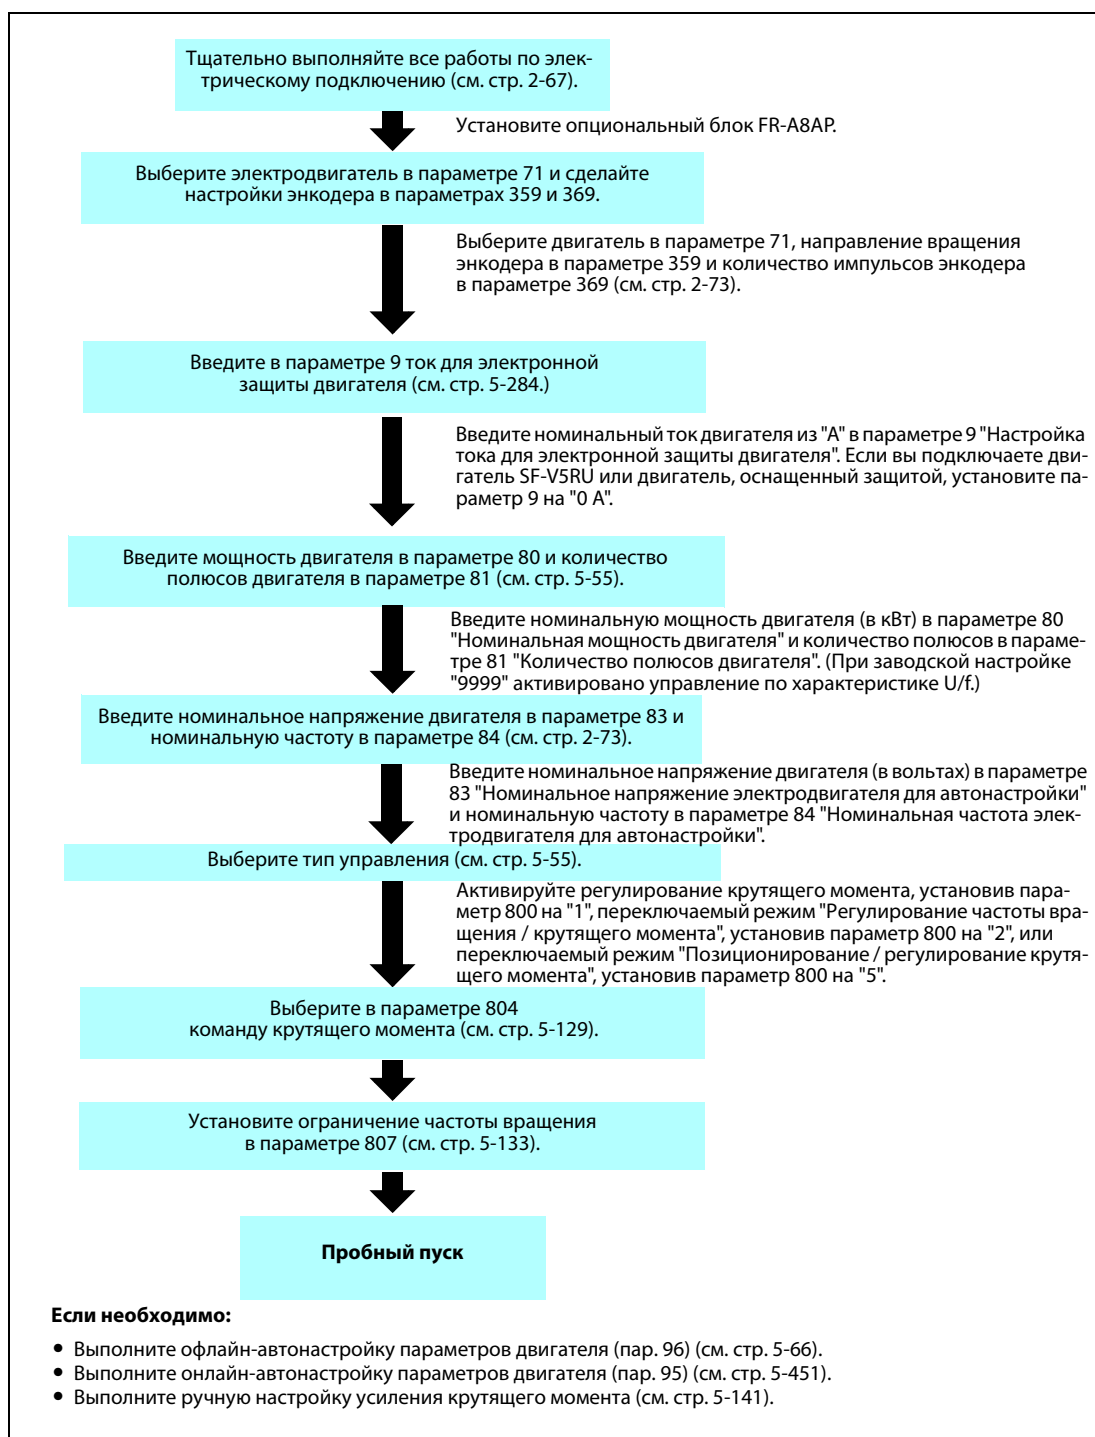 Тщательно выполняйте все работы по элек-
трическому подключению (см. стр. 2-67).
Установите опциональный блок FR-A8AP.
Выберите электродвигатель в параметре 71 и сделайте
настройки энкодера в параметрах 359 и 369.
Выберите двигатель в параметре 71, направление вращения
энкодера в параметре 359 и количество импульсов энкодера
в параметре 369 (см. стр. 2-73).
Введите в параметре 9 ток для электронной
защиты двигателя (см. стр. 5-284.)
Введите номинальный ток двигателя из "А" в параметре 9 "Настройка
тока для электронной защиты двигателя". Если вы подключаете дви-
гатель SF-V5RU или двигатель, оснащенный защитой, установите па-
раметр 9 на "0 А".
Введите мощность двигателя в параметре 80 и количество
полюсов двигателя в параметре 81 (см. стр. 5-55).
Введите номинальную мощность двигателя (в кВт) в параметре 80
"Номинальная мощность двигателя" и количество полюсов в параме-
тре 81 "Количество полюсов двигателя". (При заводской настройке
"9999" активировано управление по характеристике U/f.)
Введите номинальное напряжение двигателя в параметре 83 и
номинальную частоту в параметре 84 (см. стр. 2-73).
Введите номинальное напряжение двигателя (в вольтах) в параметре
83 "Номинальное напряжение электродвигателя для автонастройки"
и номинальную частоту в параметре 84 "Номинальная частота элек-
тродвигателя для автонастройки".
Выберите тип управления (см. стр. 5-55).
Активируйте регулирование крутящего момента, установив пара-
метр 800 на "1", переключаемый режим "Регулирование частоты вра-
щения / крутящего момента", установив параметр 800 на "2", или
переключаемый режим "Позиционирование / регулирование крутя-
щего момента", установив параметр 800 на "5".
Выберите в параметре 804
команду крутящего момента (см. стр. 5-129).
Установите ограничение частоты вращения
в параметре 807 (см. стр. 5-133).
Пробный пуск
Если необходимо:
● Выполните офлайн-автонастройку параметров двигателя (пар. 96) (см. стр. 5-66).
● Выполните онлайн-автонастройку параметров двигателя (пар. 95) (см. стр. 5-451).
● Выполните ручную настройку усиления крутящего момента (см. стр. 5-141).